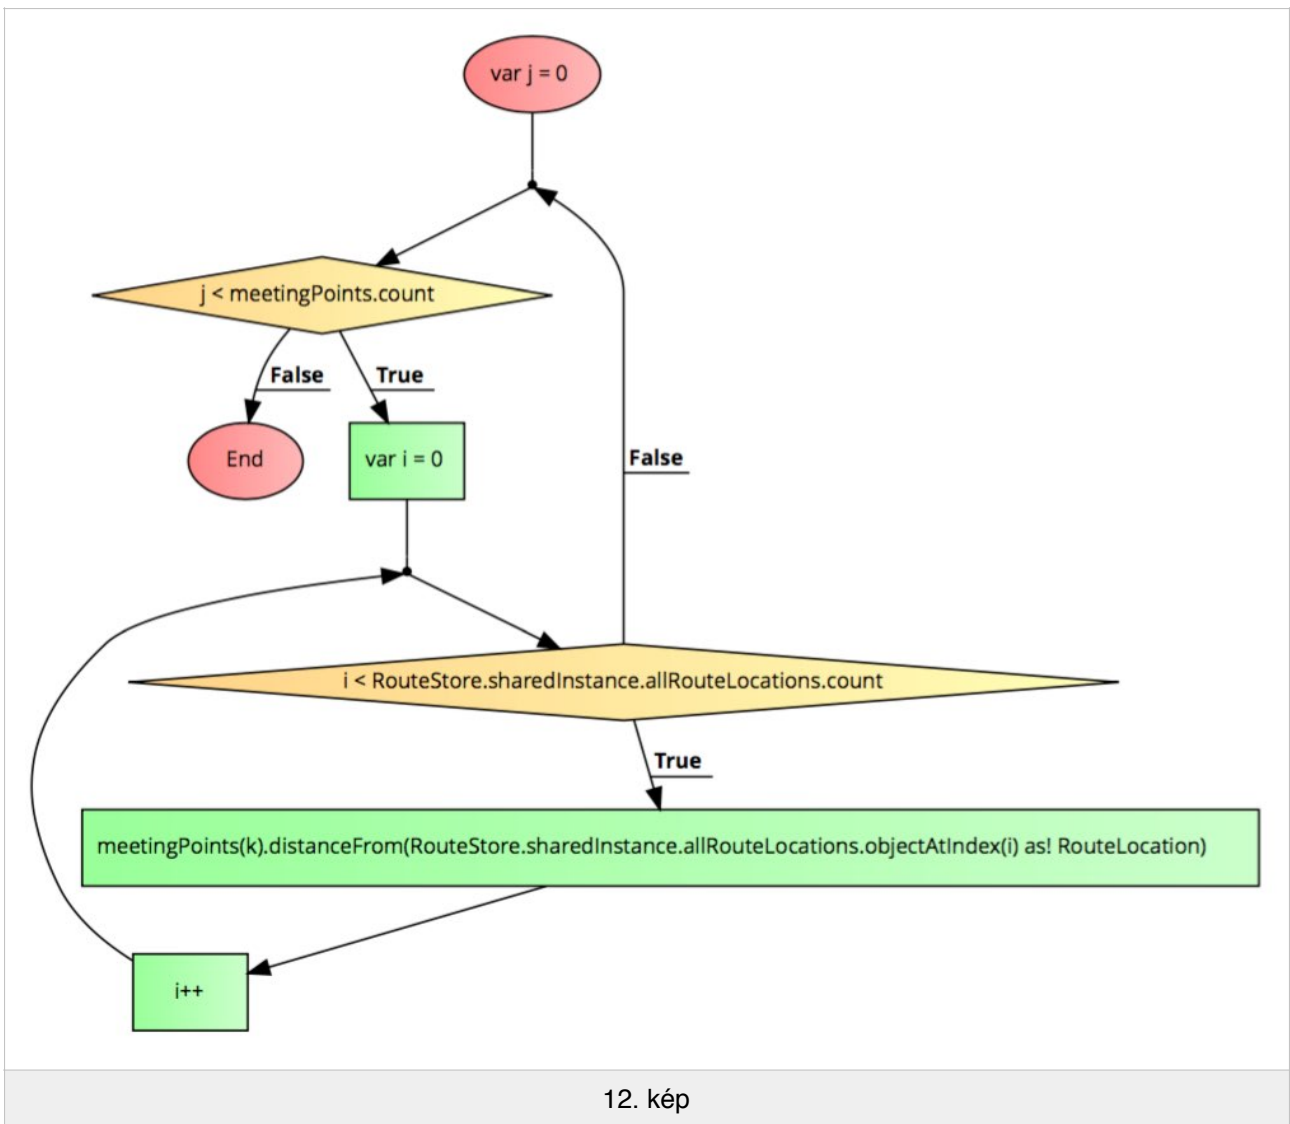 var j = 0
j < meetingPoints.count
False
True
End
var i = 0
False
i < RouteStore.sharedInstance.allRouteLocations.count
True
meetingPoints(k).distanceFrom(RouteStore.sharedInstance.allRouteLocations.objectAtIndex(i) as! RouteLocation)
i++
12. kép